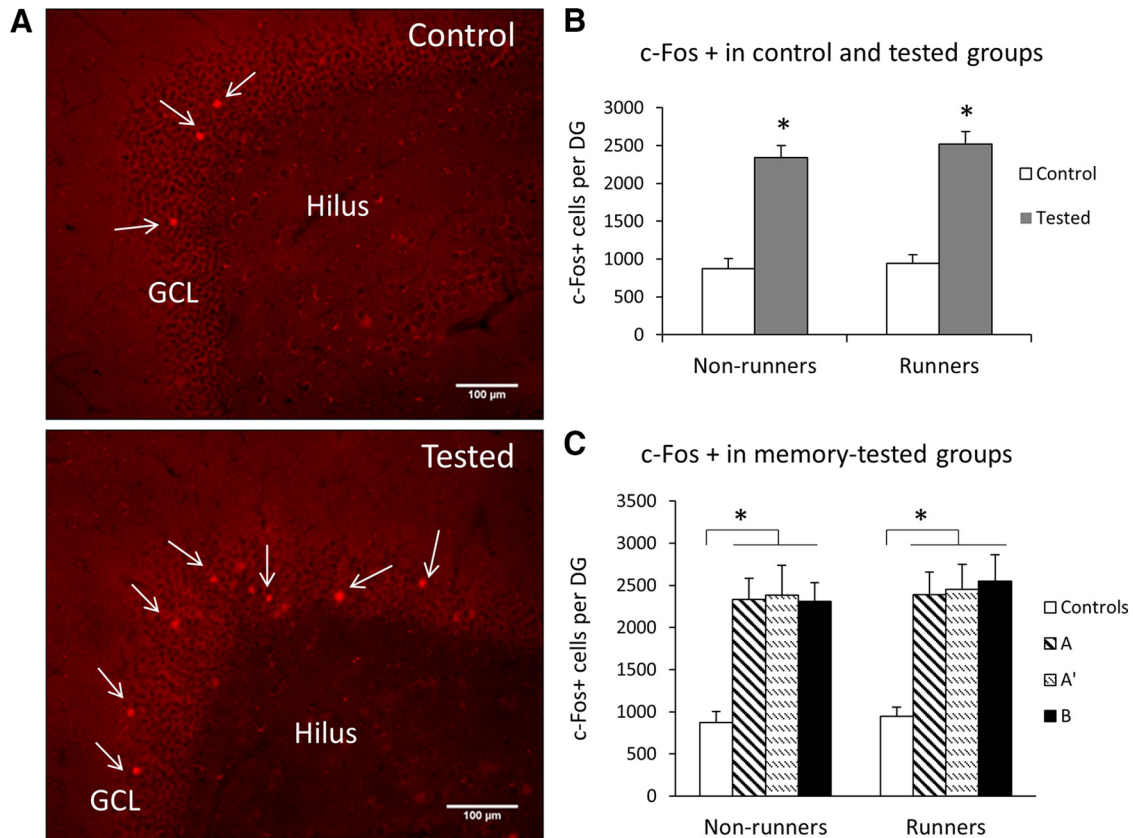 A
Control
Hilus
GCL
100 µm
Tested
Hilus
GCL
100 µm
B
c-Fos + in control and tested groups
c-Fos+ cells per DG
3000
2500
2000
1500
1000
500
0
*
*
Non-runners
Runners
Control
Tested
C
c-Fos + in memory-tested groups
c-Fos+ cells per DG
3500
3000
2500
2000
1500
1000
500
0
*
*
Non-runners
Runners
Controls
A
A'
B